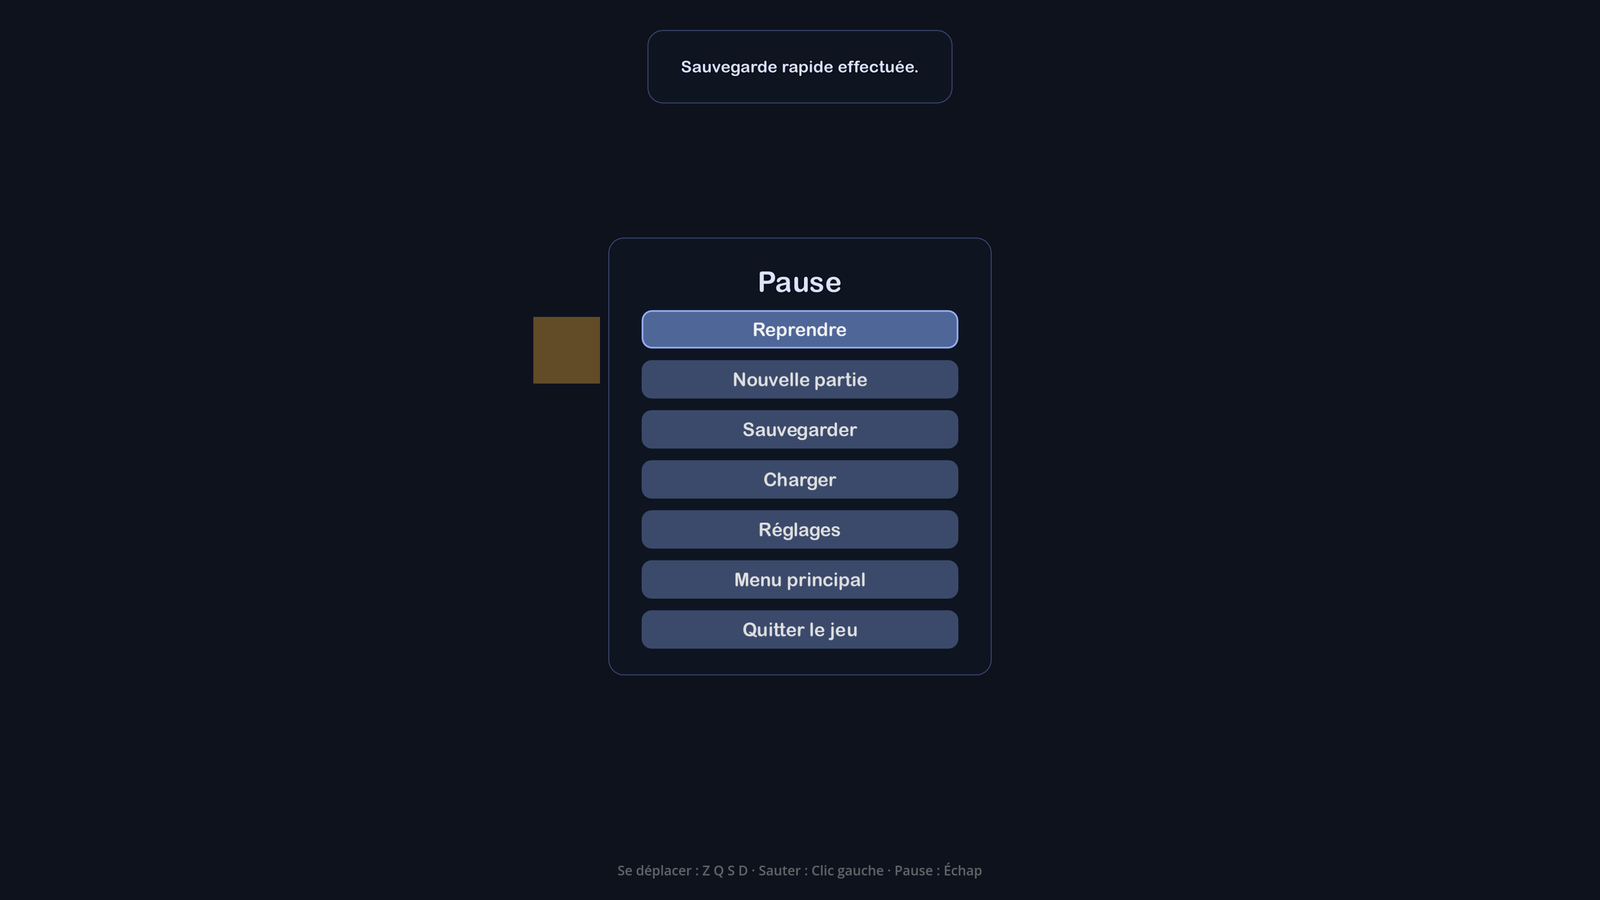 Sauvegarde rapide effectuée.
Pause
Reprendre
Nouvelle partie
Sauvegarder
Charger
Réglages
Menu principal
Quitter le jeu
Se déplacer : Z Q S D · Sauter : Clic gauche · Pause : Échap